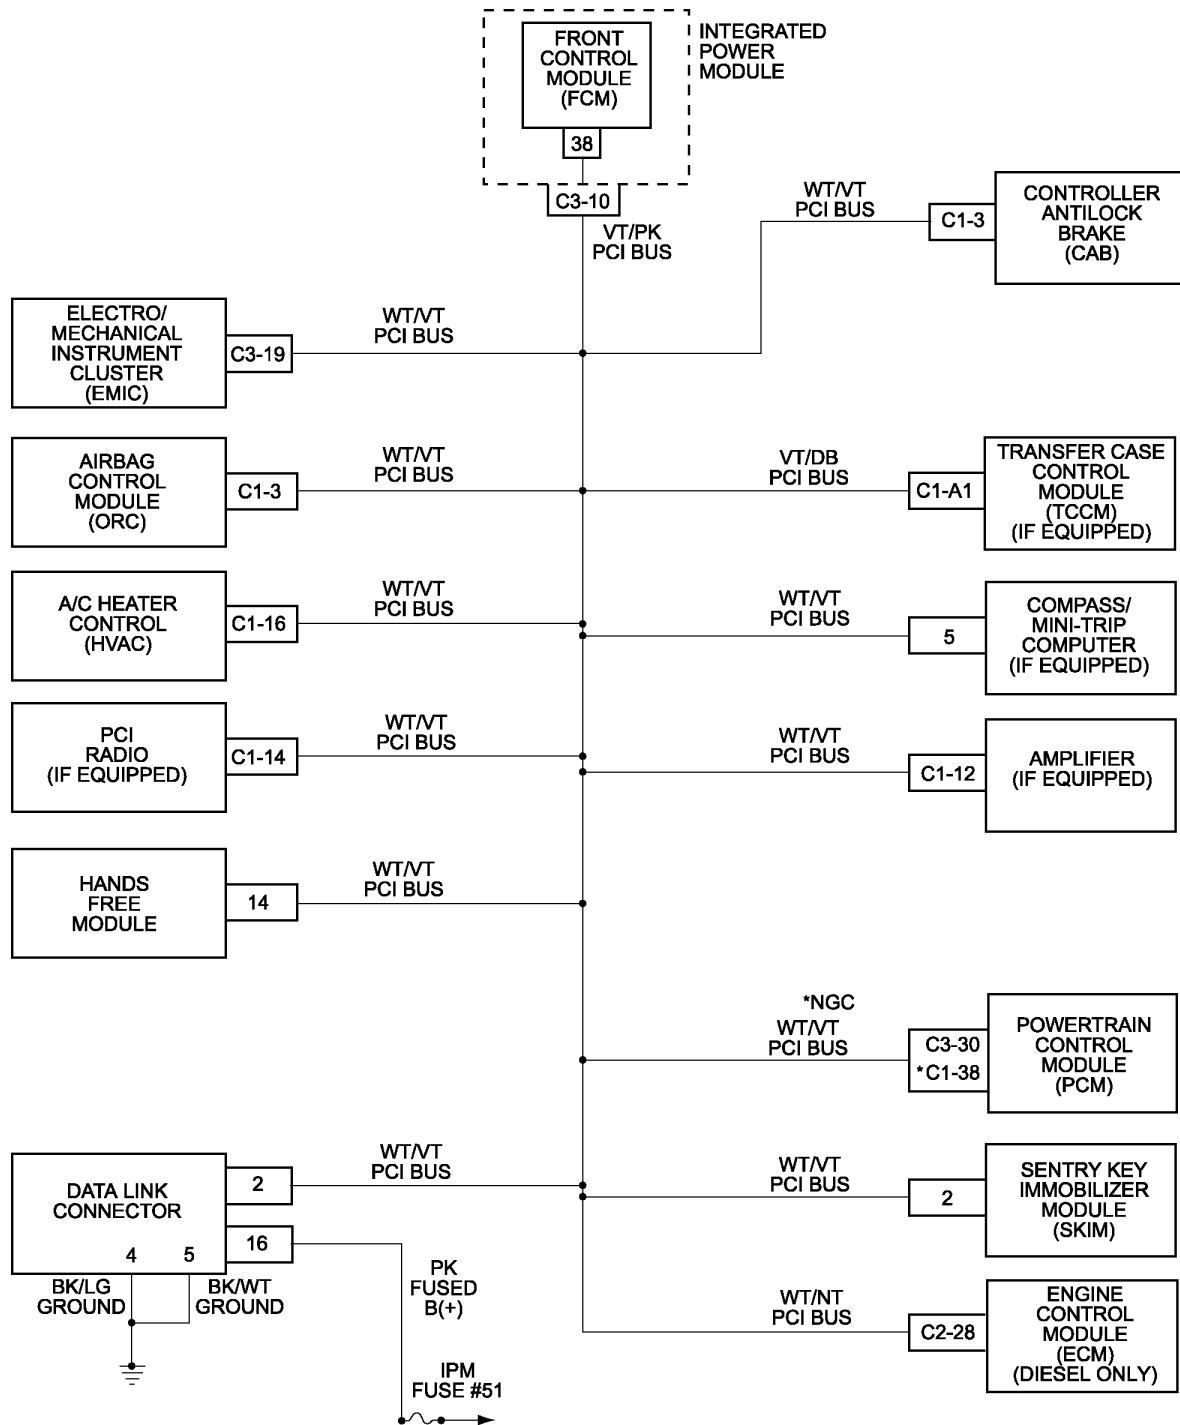 FRONT
CONTROL
MODULE
(FCM)
38
INTEGRATED
POWER
MODULE
C3-10
VT/PK
PCI BUS
WT/VT
PCI BUS
C1-3
CONTROLLER
ANTILOCK
BRAKE
(CAB)
ELECTRO/
MECHANICAL
INSTRUMENT
CLUSTER
(EMIC)
C3-19
WT/VT
PCI BUS
AIRBAG
CONTROL
MODULE
(ORC)
C1-3
WT/VT
PCI BUS
VT/DB
PCI BUS
C1-A1
TRANSFER CASE
CONTROL
MODULE
(TCCM)
(IF EQUIPPED)
A/C HEATER
CONTROL
(HVAC)
C1-16
WT/VT
PCI BUS
WT/VT
PCI BUS
5
COMPASS/
MINI-TRIP
COMPUTER
(IF EQUIPPED)
PCI
RADIO
(IF EQUIPPED)
C1-14
WT/VT
PCI BUS
WT/VT
PCI BUS
C1-12
AMPLIFIER
(IF EQUIPPED)
HANDS
FREE
MODULE
14
WT/VT
PCI BUS
*NGC
WT/VT
PCI BUS
C3-30
*C1-38
POWERTRAIN
CONTROL
MODULE
(PCM)
DATA LINK
CONNECTOR
2
16
4 5
WT/VT
PCI BUS
WT/VT
PCI BUS
2
SENTRY KEY
IMMOBILIZER
MODULE
(SKIM)
BK/LG
GROUND
BK/WT
GROUND
PK
FUSED
B(+)
IPM
FUSE #51
WT/NT
PCI BUS
C2-28
ENGINE
CONTROL
MODULE
(ECM)
(DIESEL ONLY)